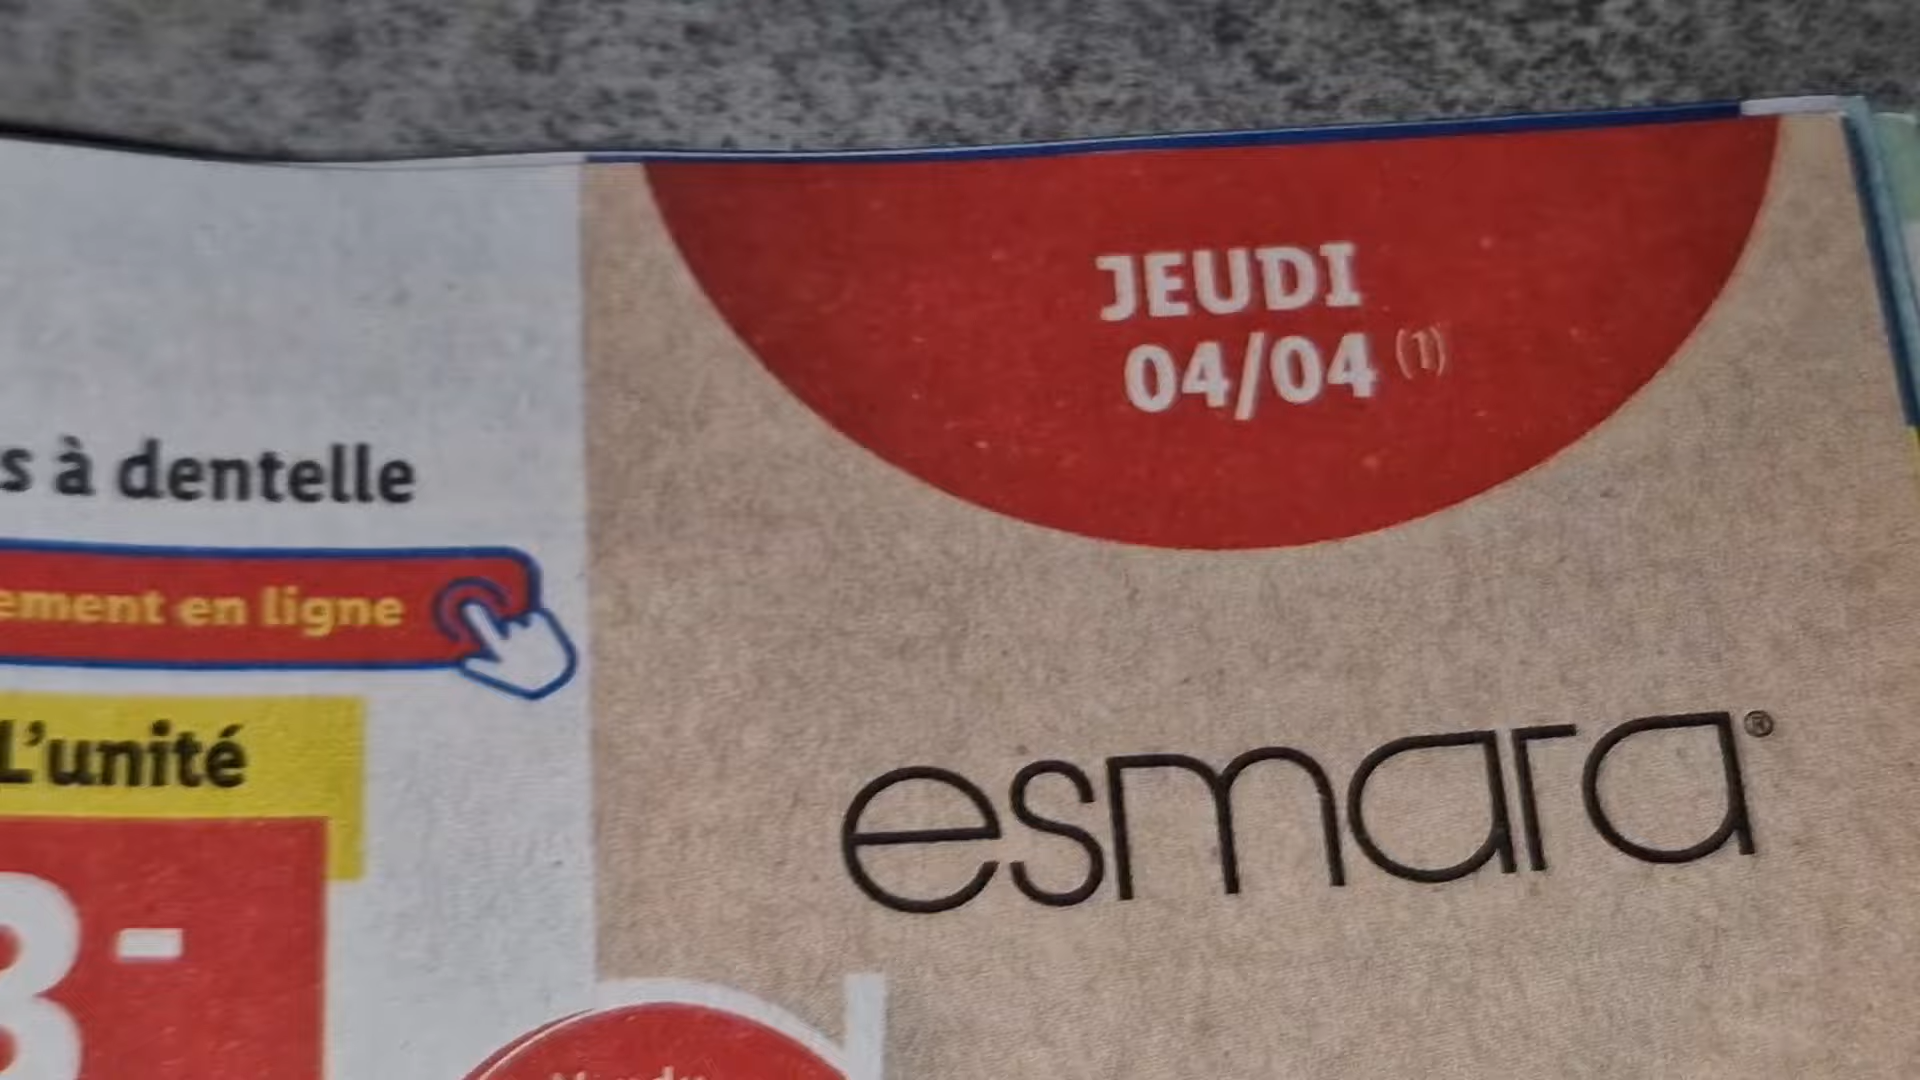 JEUDI
04/04 (1)
s à dentelle
ement en ligne
L'unité
3.-
esmara®